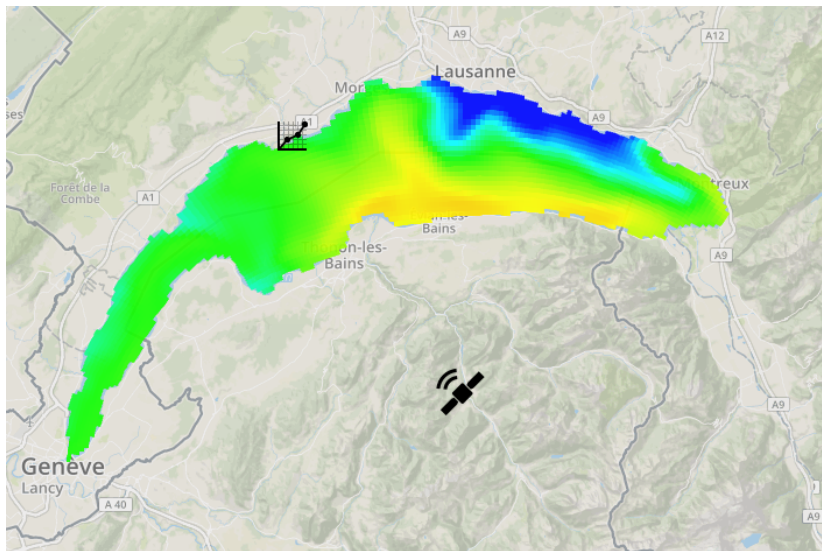 A9
A12
Lausanne
Mor
A1
ses
A9
Forêt de la
Combe
A1
treux
Bains
Thonon-les-
Bains
A9
A9
Genève
Lancy
A 40
A9